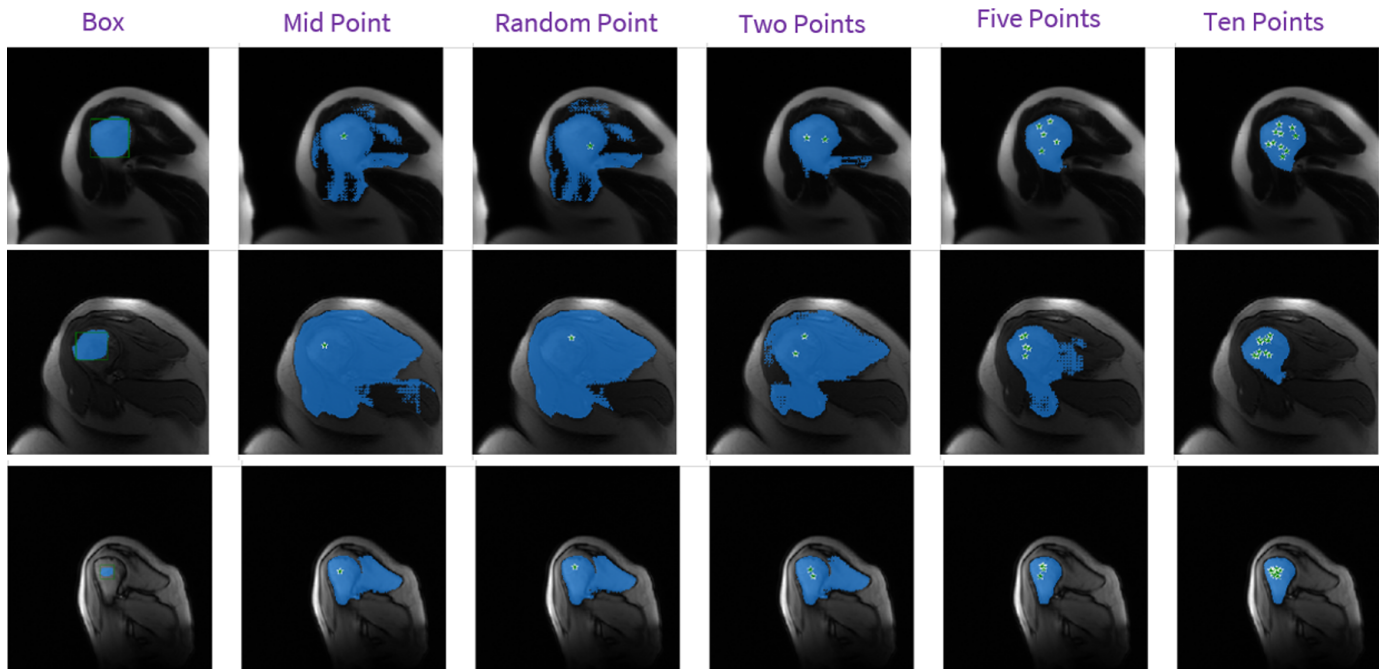 Box
Mid Point
Random Point
Two Points
Five Points
Ten Points